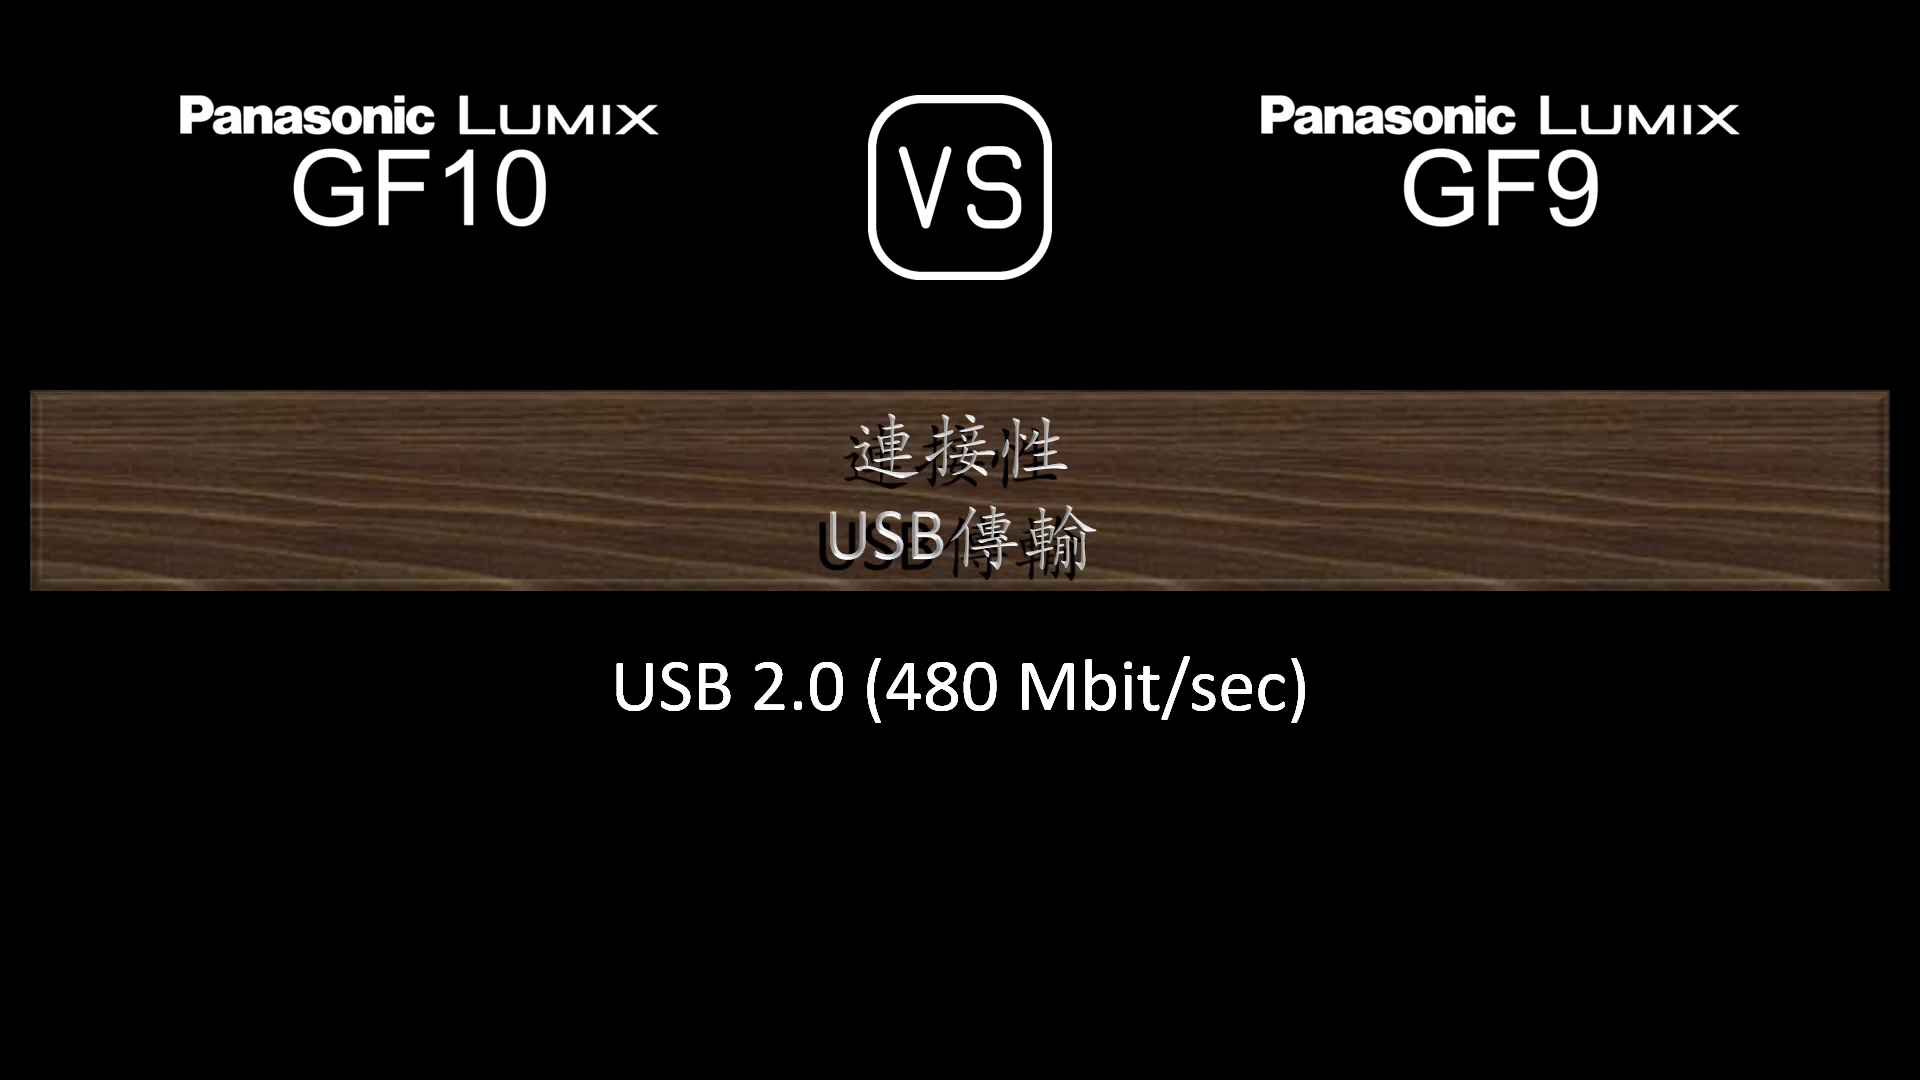 Panasonic LUMIX
GF10
VS
Panasonic LUMIX
GF9
連接性
USB傳輸
USB 2.0 (480 Mbit/sec)